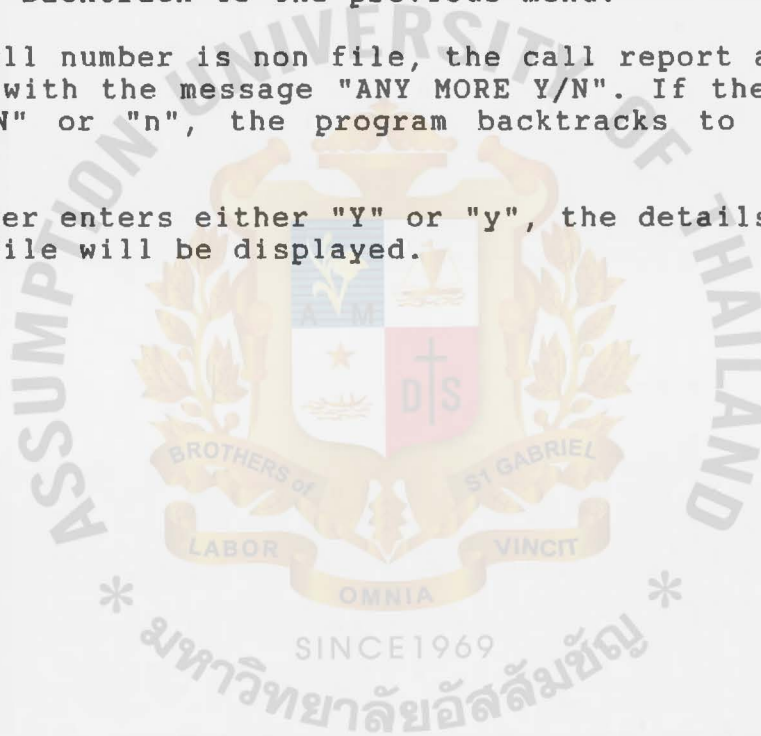 backtrack to the previous menu.
ll number is non file, the call report a
with the message "ANY MORE Y/N". If the
N" or "n", the program backtracks to
er enters either "Y" or "y", the details
ile will be displayed.
ASSUMPTION UNIVERSITY OF THAILAND
A M
D S
BROTHERS of ST GABRIEL
LABOR VINCIT
OMNIA
SINCE 1969
มหาวิทยาลัยอัสสัมชัญ